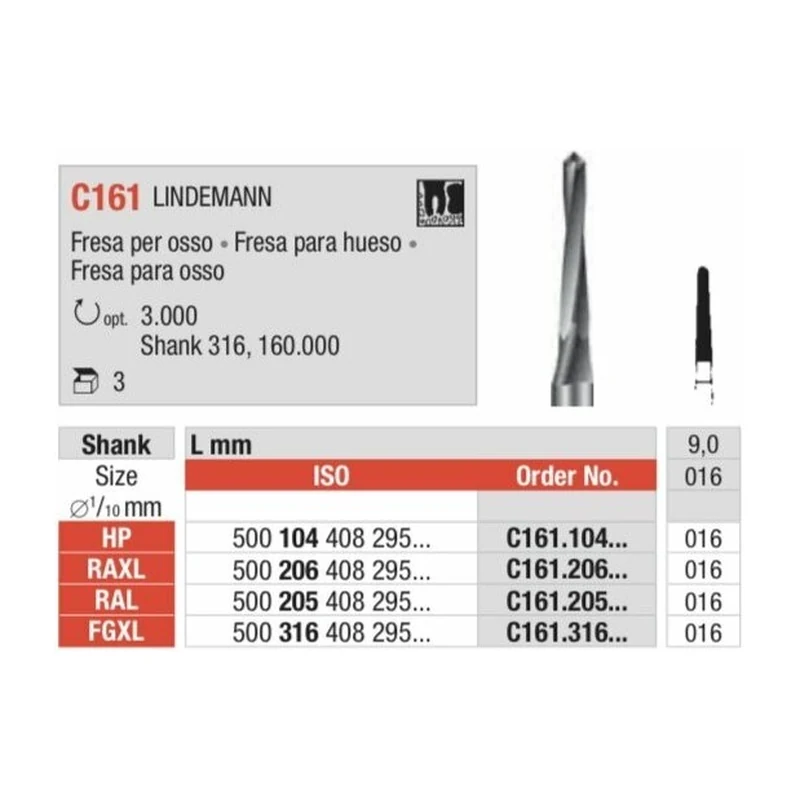 C161 LINDEMANN
Fresa per osso • Fresa para hueso •
Fresa para osso
opt. 3.000
Shank 316, 160.000
3
Shank L mm 9,0
Size ISO Order No. 016
∅1/10 mm
HP 500 104 408 295... C161.104... 016
RAXL 500 206 408 295... C161.206... 016
RAL 500 205 408 295... C161.205... 016
FGXL 500 316 408 295... C161.316... 016